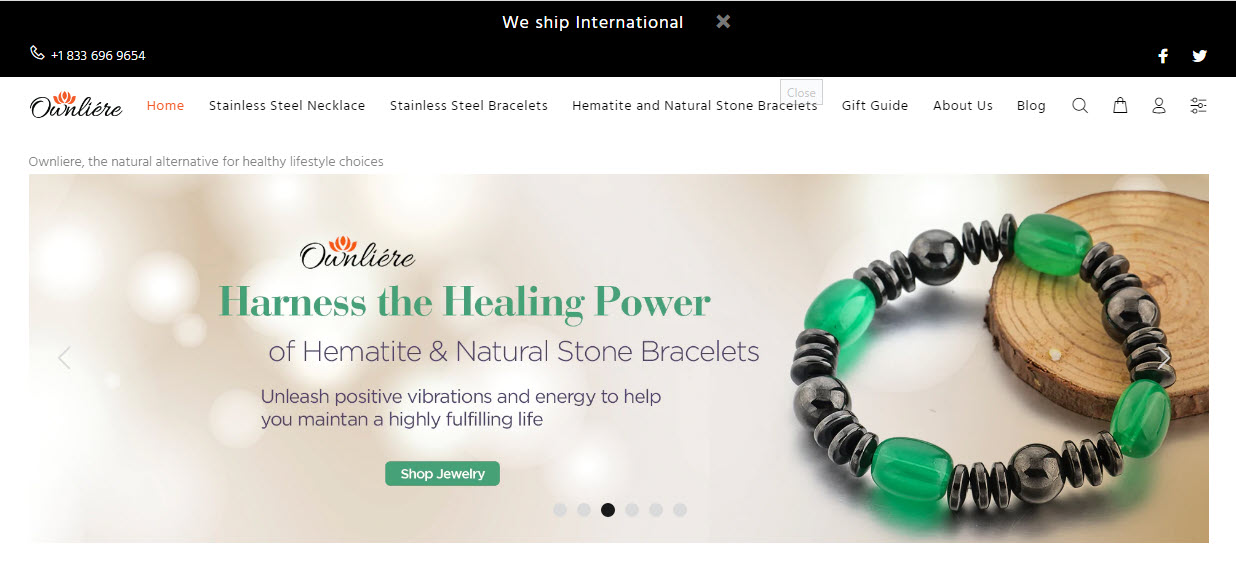 We ship International
+1 833 696 9654
Close
Ownliére
Home
Stainless Steel Necklace
Stainless Steel Bracelets
Hematite and Natural Stone Bracelets
Gift Guide
About Us
Blog
Ownliere, the natural alternative for healthy lifestyle choices
Ownliére
Harness the Healing Power
of Hematite & Natural Stone Bracelets
Unleash positive vibrations and energy to help
you maintan a highly fulfilling life
Shop Jewelry